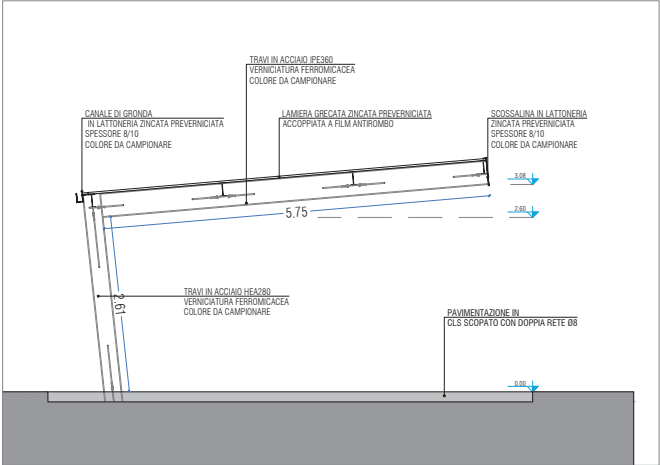 TRAVI IN ACCIAIO IPE360
VERNICIATURA FERROMICACEA
COLORE DA CAMPIONARE
CANALE DI GRONDA
IN LATTONERIA ZINCATA PREVERNICIATA
SPESSORE 8/10
COLORE DA CAMPIONARE
LAMIERA GRECATA ZINCATA PREVERNICIATA
ACCOPPIATA A FILM ANTIROMBO
SCOSSALINA IN LATTONERIA
ZINCATA PREVERNICIATA
SPESSORE 8/10
COLORE DA CAMPIONARE
3.08
5.75
2.60
TRAVI IN ACCIAIO HEA280
VERNICIATURA FERROMICACEA
COLORE DA CAMPIONARE
2.61
PAVIMENTAZIONE IN
CLS SCOPATO CON DOPPIA RETE Ø8
0.00